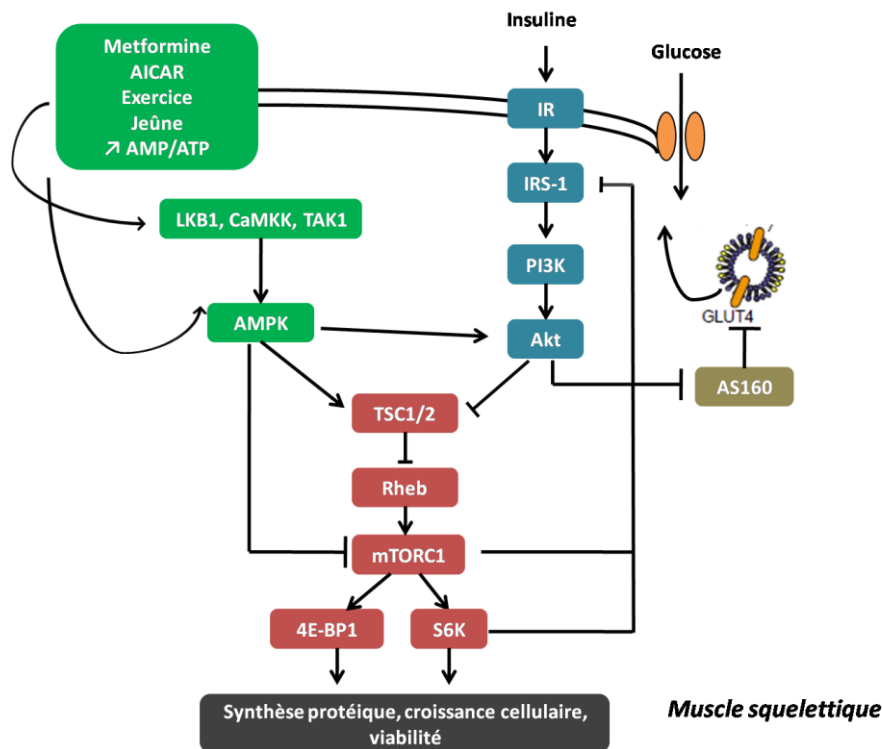 Insuline
Glucose
Metformine
AICAR
Exercice
Jeûne
↗ AMP/ATP
IR
IRS-1
LKB1, CaMKK, TAK1
PI3K
GLUT4
AMPK
Akt
AS160
TSC1/2
Rheb
mTORC1
4E-BP1
S6K
Synthèse protéique, croissance cellulaire,
viabilité
Muscle squelettique